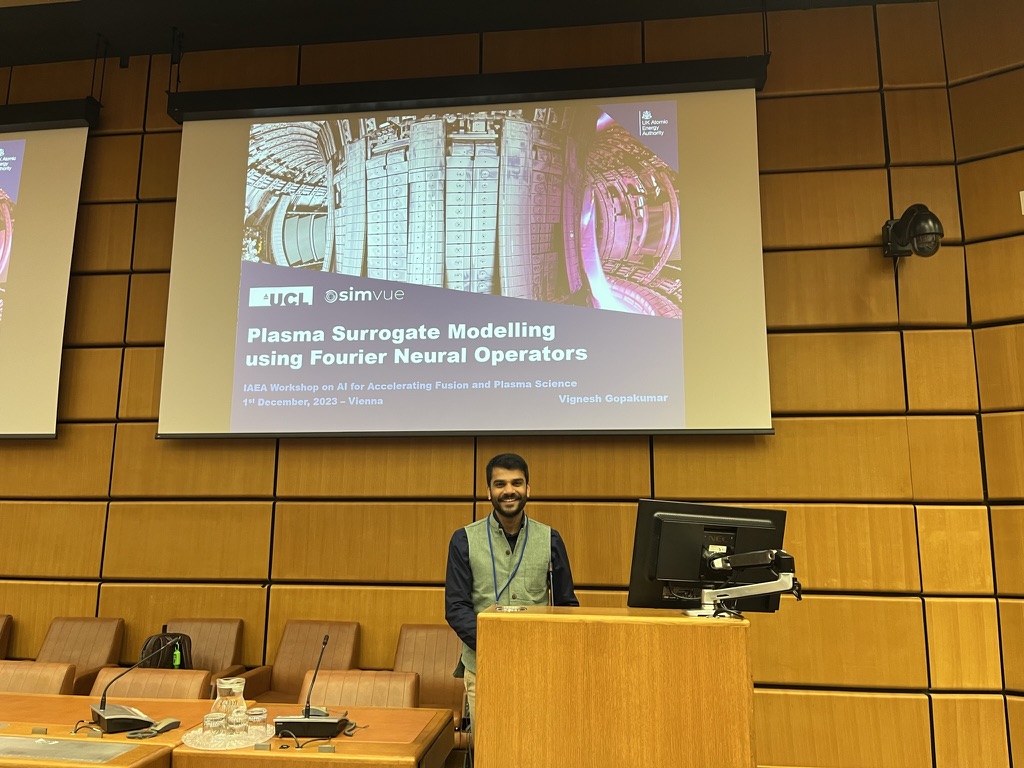 UK Atomic
Energy
Authority
UCL simvue
Plasma Surrogate Modelling
using Fourier Neural Operators
IAEA Workshop on AI for Accelerating Fusion and Plasma Science
1st December, 2023 – Vienna
Vignesh Gopakumar